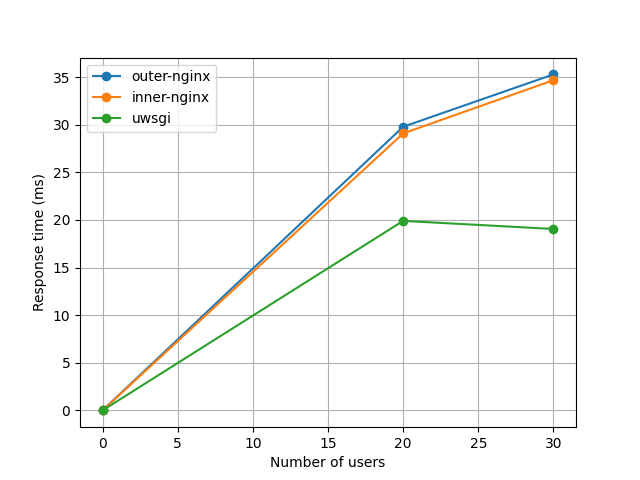 outer-nginx
inner-nginx
uwsgi
35
30
25
20
15
10
5
0
Response time (ms)
0 5 10 15 20 25 30
Number of users